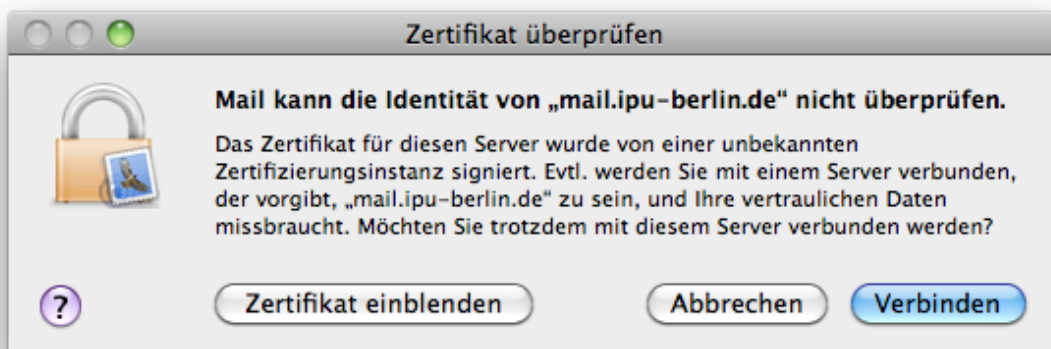 Zertifikat überprüfen
Mail kann die Identität von „mail.ipu-berlin.de“ nicht überprüfen.
Das Zertifikat für diesen Server wurde von einer unbekannten
Zertifizierungsinstanz signiert. Evtl. werden Sie mit einem Server verbunden,
der vorgibt, „mail.ipu-berlin.de“ zu sein, und Ihre vertraulichen Daten
missbraucht. Möchten Sie trotzdem mit diesem Server verbunden werden?
? Zertifikat einblenden Abbrechen Verbinden